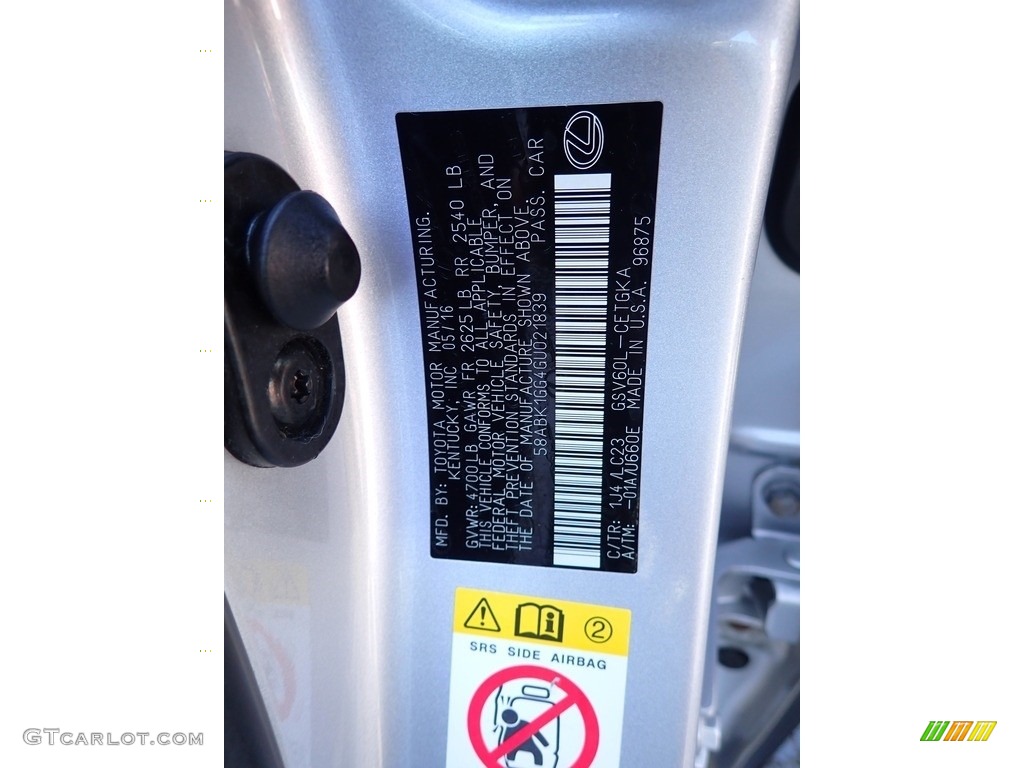 MFD. BY: TOYOTA MOTOR MANUFACTURING.
KENTUCKY, INC 05/16
GVWR: 4700LB GAWR FR 2625LB RR 2540 LB
THIS VEHICLE CONFORMS TO ALL APPLICABLE
FEDERAL MOTOR VEHICLE SAFETY, BUMPER, AND
THEFT PREVENTION STANDARDS IN EFFECT ON
THE DATE OF MANUFACTURE SHOWN ABOVE.
58ABK1GG4GU021839 PASS. CAR
C/TR: 1J4/LC23 GSV60L-CETGKA
A/TM: -01A/U660E MADE IN U.S.A. 96875
2
SRS SIDE AIRBAG
GTCARLOT.COM